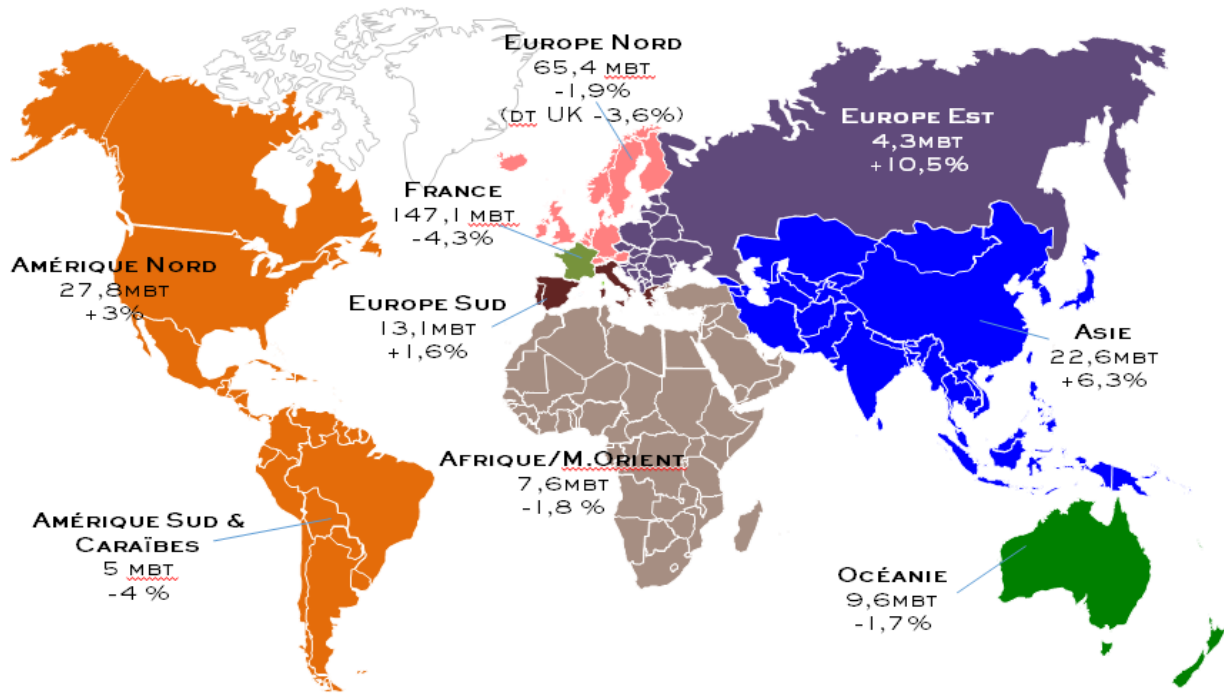 Europe Nord
65,4 mbt
-1,9%
(dt UK -3,6%)
Europe Est
4,3mbt
+10,5%
France
147,1 mbt
-4,3%
Amérique Nord
27,8mbt
+3%
Europe Sud
13,1mbt
+1,6%
Asie
22,6mbt
+6,3%
Afrique/M.Orient
7,6mbt
-1,8 %
Amérique Sud &
Caraïbes
5 mbt
-4 %
Océanie
9,6mbt
-1,7%